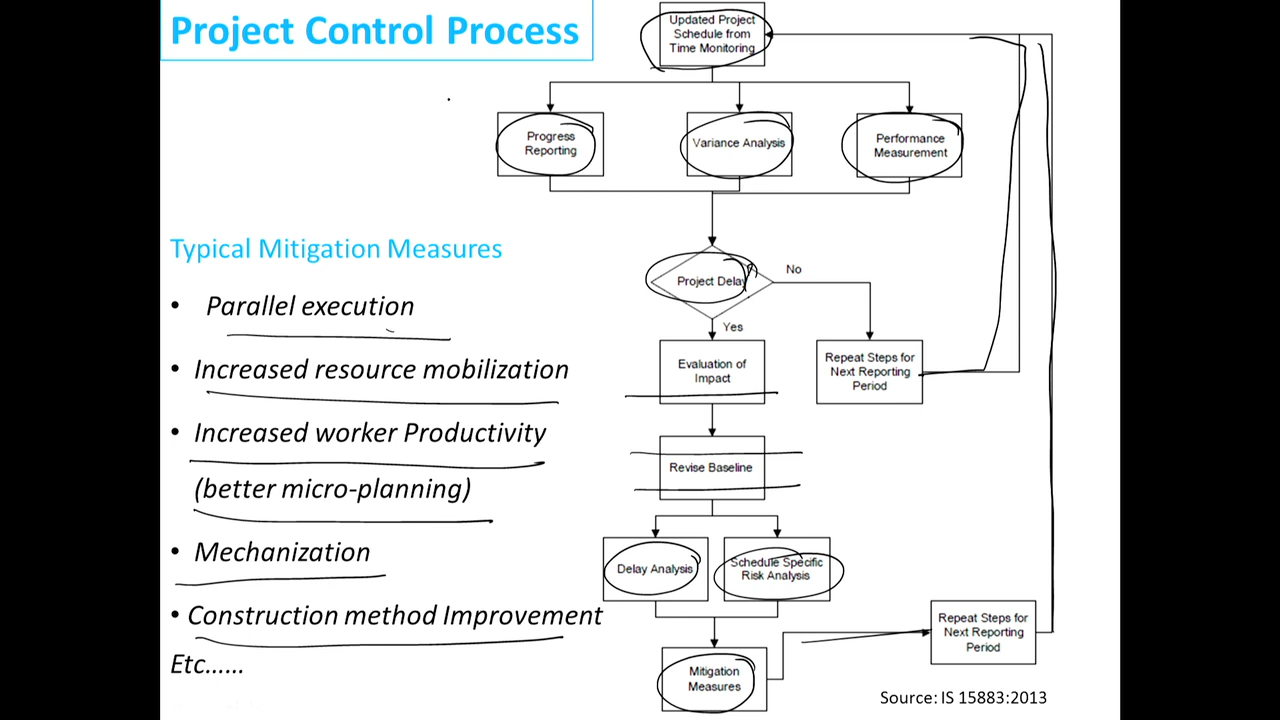 Project Control Process
Updated Project
Schedule from
Time Monitoring
Progress
Reporting
Variance Analysis
Performance
Measurement
Project Delay
No
Yes
Evaluation of
Impact
Repeat Steps for
Next Reporting
Period
Revise Baseline
Delay Analysis
Schedule Specific
Risk Analysis
Mitigation
Measures
Repeat Steps for
Next Reporting
Period
Typical Mitigation Measures
• Parallel execution
• Increased resource mobilization
• Increased worker Productivity
(better micro-planning)
• Mechanization
• Construction method Improvement
Etc......
Source: IS 15883:2013